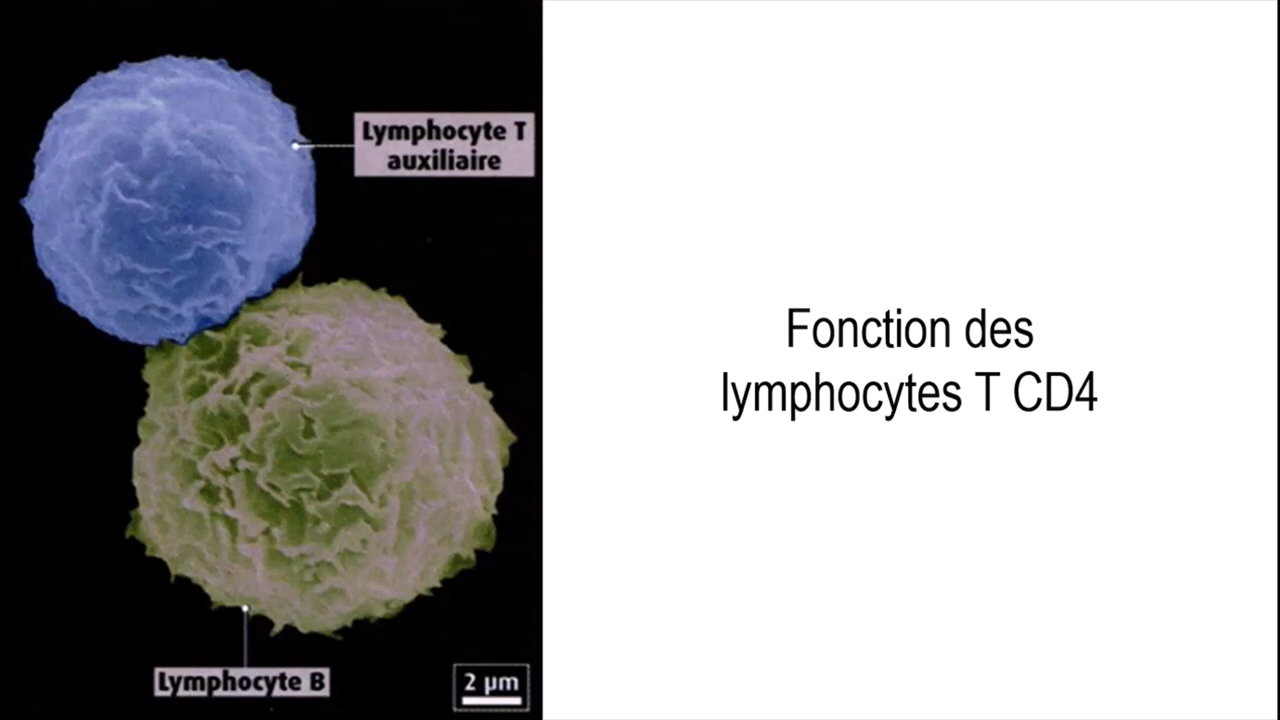 Lymphocyte T
auxiliaire
Fonction des
lymphocytes T CD4
Lymphocyte B
2 µm